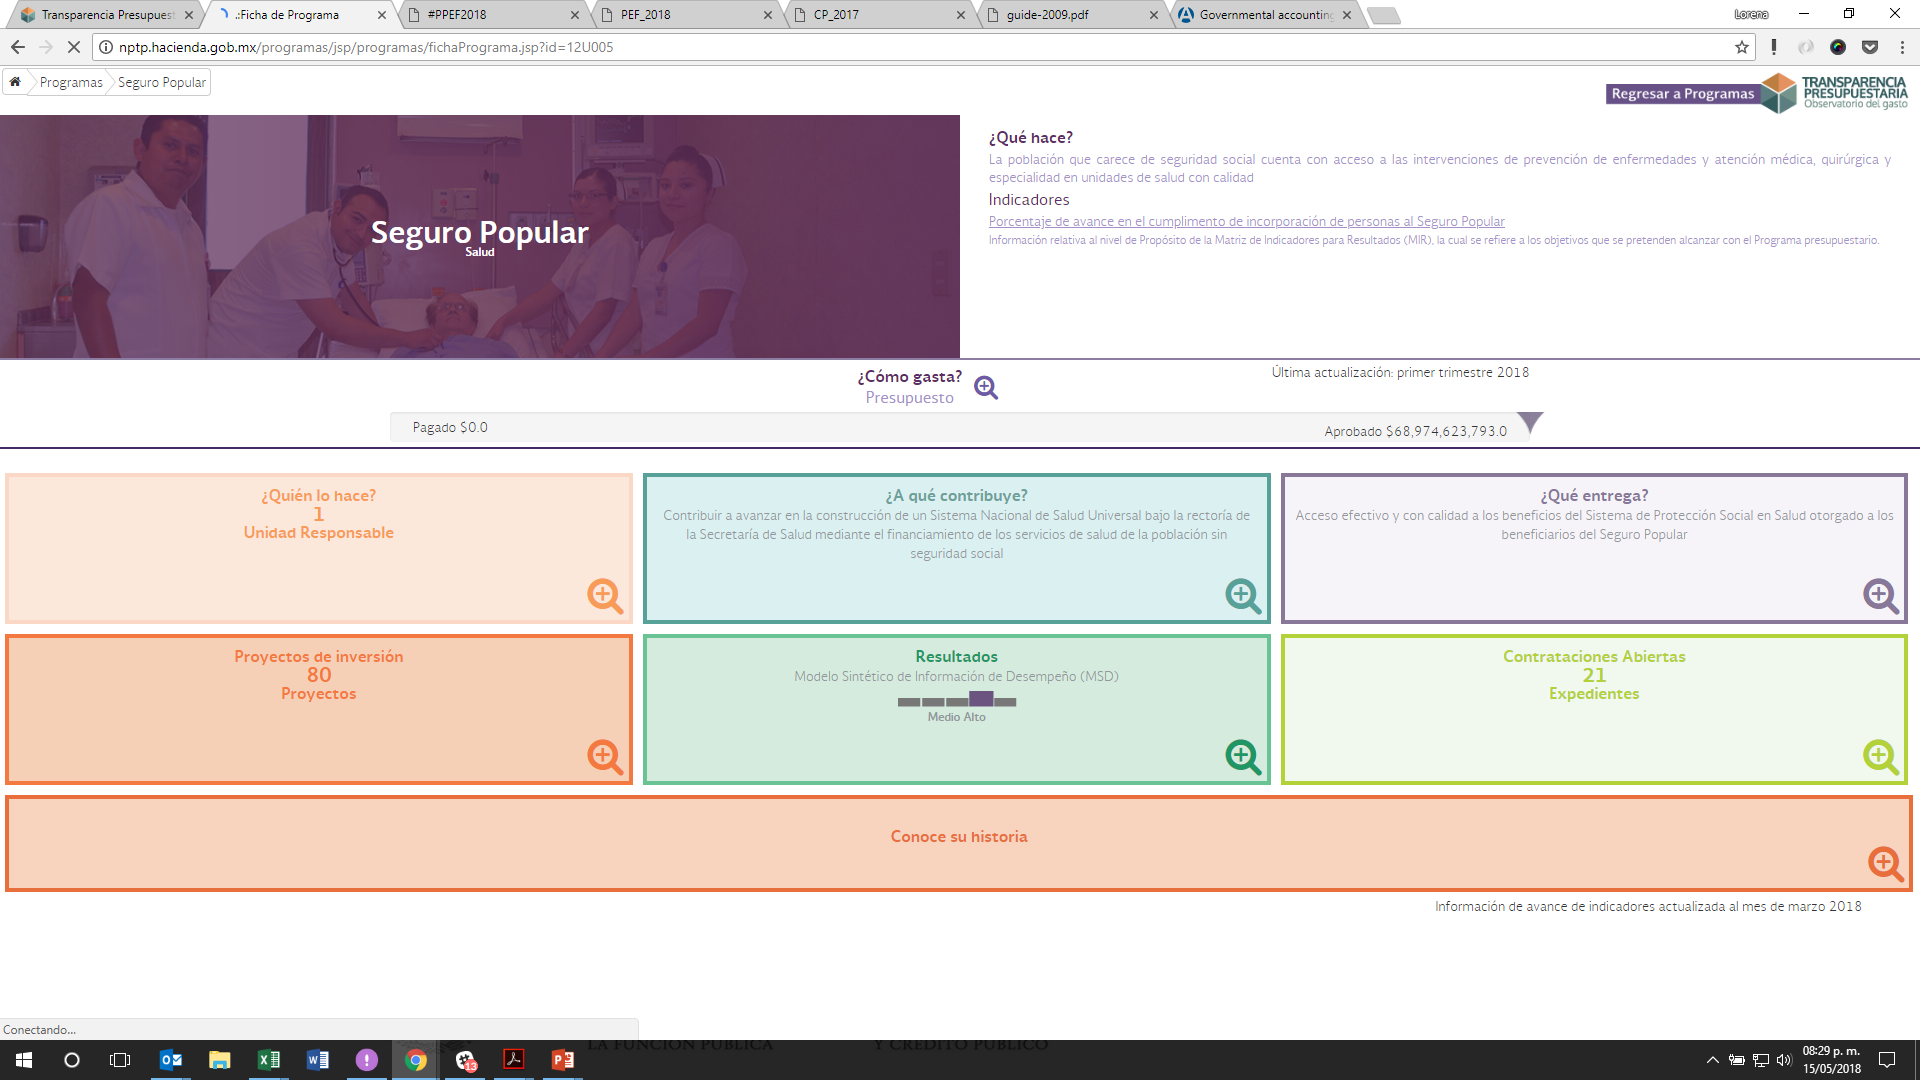 Transparencia Presupuest
.:Ficha de Programa
#PPEF2018
PEF_2018
CP_2017
guide-2009.pdf
Governmental accounting
Lorena
nptp.hacienda.gob.mx/programas/jsp/programas/fichaPrograma.jsp?id=12U005
Programas
Seguro Popular
Regresar a Programas
TRANSPARENCIA
PRESUPUESTARIA
Observatorio del gasto
Seguro Popular
Salud
¿Qué hace?
La población que carece de seguridad social cuenta con acceso a las intervenciones de prevención de enfermedades y atención médica, quirúrgica y
especialidad en unidades de salud con calidad
Indicadores
Porcentaje de avance en el cumplimento de incorporación de personas al Seguro Popular
Información relativa al nivel de Propósito de la Matriz de Indicadores para Resultados (MIR), la cual se refiere a los objetivos que se pretenden alcanzar con el Programa presupuestario.
¿Cómo gasta?
Presupuesto
Última actualización: primer trimestre 2018
Pagado $0.0
Aprobado $68,974,623,793.0
¿Quién lo hace?
1
Unidad Responsable
¿A qué contribuye?
Contribuir a avanzar en la construcción de un Sistema Nacional de Salud Universal bajo la rectoría de
la Secretaría de Salud mediante el financiamiento de los servicios de salud de la población sin
seguridad social
¿Qué entrega?
Acceso efectivo y con calidad a los beneficios del Sistema de Protección Social en Salud otorgado a los
beneficiarios del Seguro Popular
Proyectos de inversión
80
Proyectos
Resultados
Modelo Sintético de Información de Desempeño (MSD)
Medio Alto
Contrataciones Abiertas
21
Expedientes
Conoce su historia
Información de avance de indicadores actualizada al mes de marzo 2018
Conectando...
LA FUNCIÓN PÚBLICA
Y CRÉDITO PÚBLICO
13
08:29 p. m.
15/05/2018